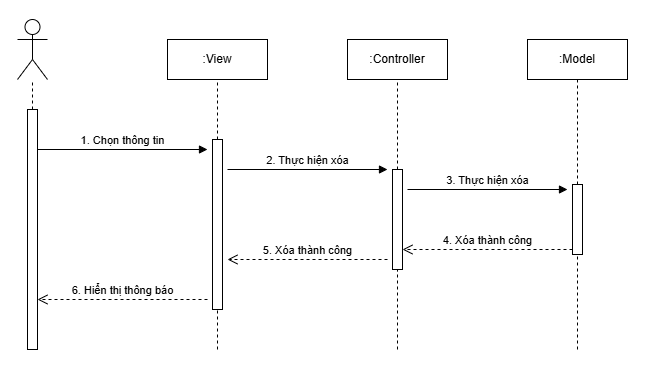 :View
:Controller
:Model
1. Chọn thông tin
2. Thực hiện xóa
3. Thực hiện xóa
4. Xóa thành công
5. Xóa thành công
6. Hiển thị thông báo